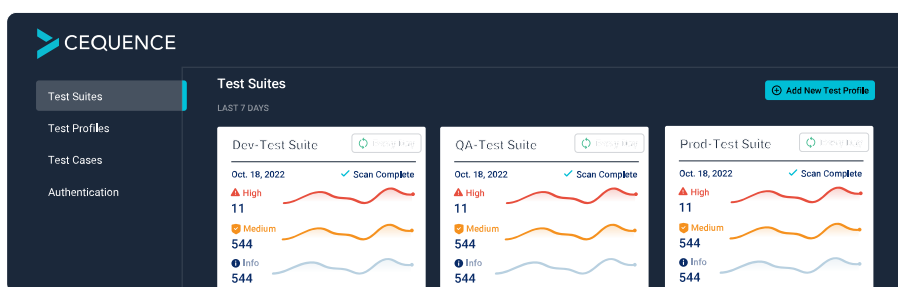 CEQUENCE
Test Suites
Test Profiles
Test Cases
Authentication
Test Suites
Add New Test Profile
LAST 7 DAYS
Dev-Test Suite
Oct. 18, 2022 Scan Complete
High
11
Medium
544
Info
544
QA-Test Suite
Oct. 18, 2022 Scan Complete
High
11
Medium
544
Info
544
Prod-Test Suite
Oct. 18, 2022 Scan Complete
High
11
Medium
544
Info
544